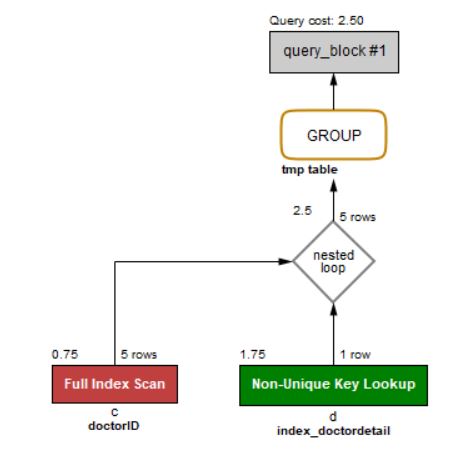 Query cost: 2.50
query_block #1
GROUP
tmp table
2.5
5 rows
nested
loop
0.75
5 rows
1.75
1 row
Full Index Scan
Non-Unique Key Lookup
c
doctorID
d
index_doctordetail